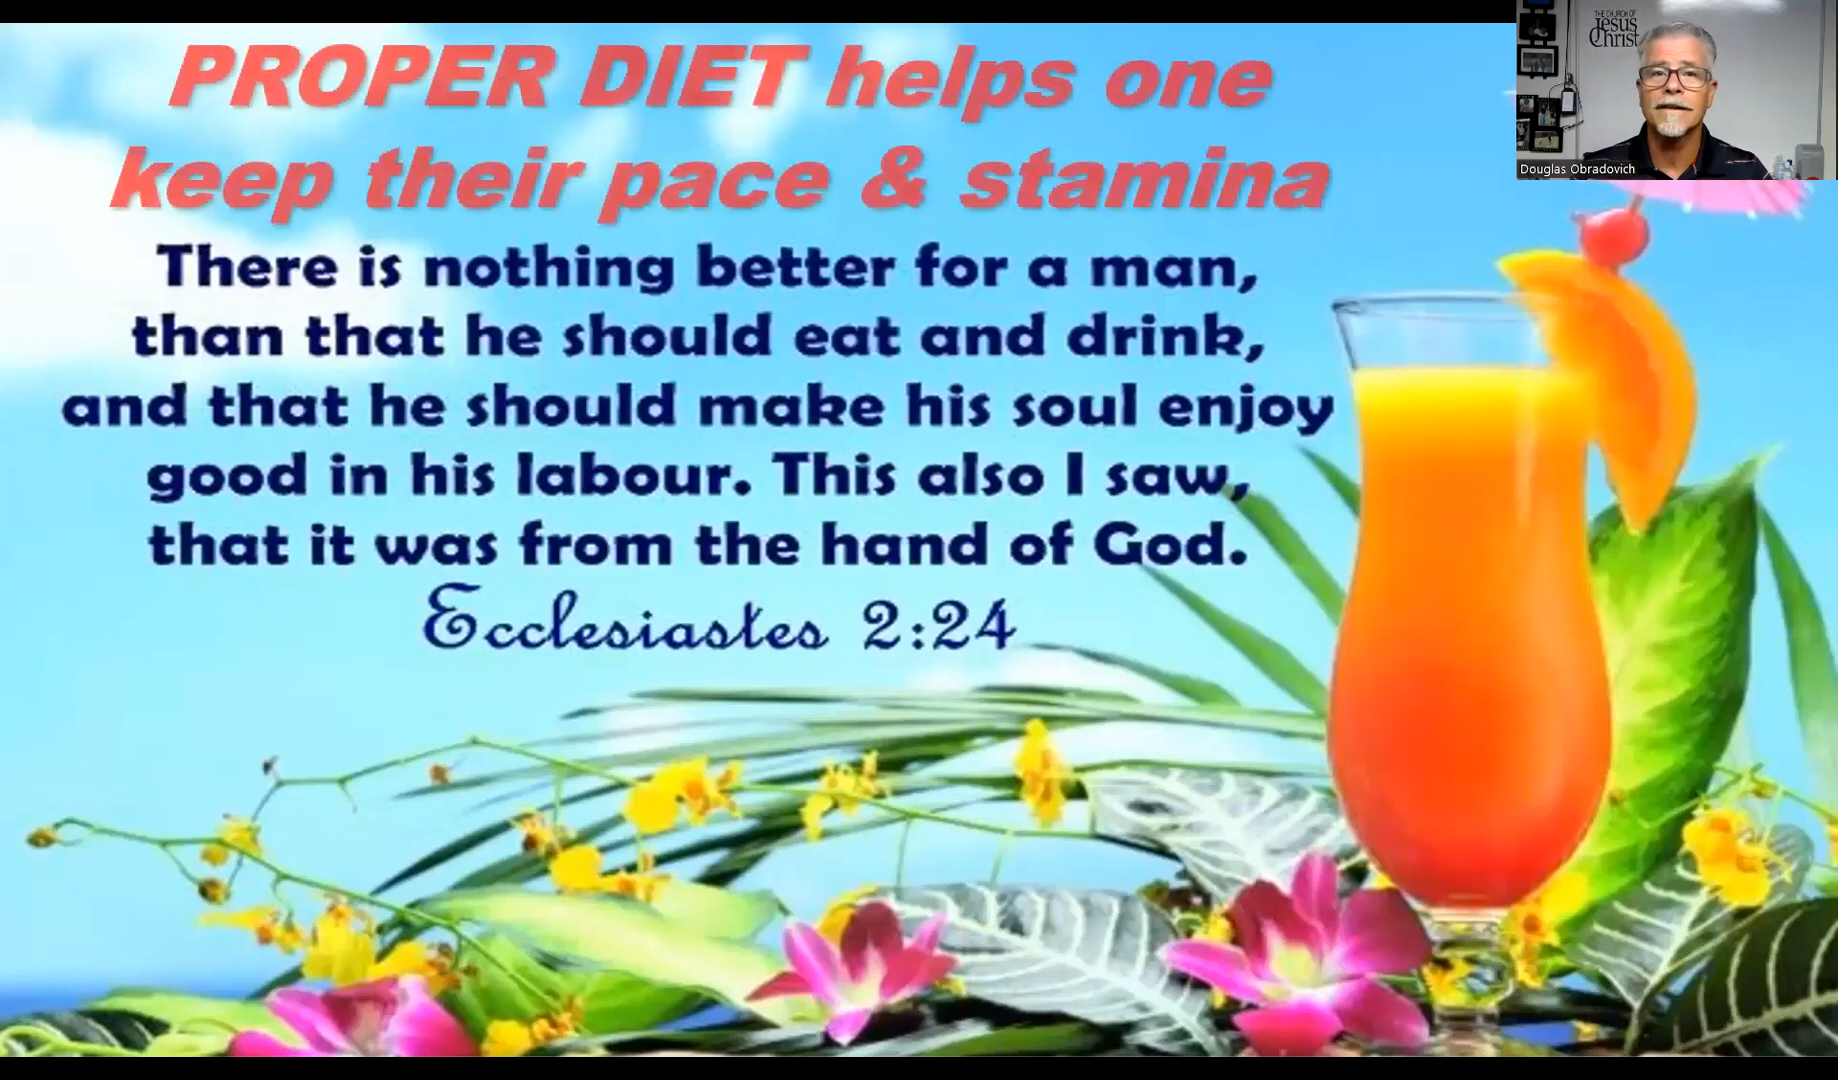 PROPER DIET helps one
keep their pace & stamina
There is nothing better for a man,
than that he should eat and drink,
and that he should make his soul enjoy
good in his labour. This also I saw,
that it was from the hand of God.
Ecclesiastes 2:24
THE CHURCH OF
Jesus
Christ
Douglas Obradovich